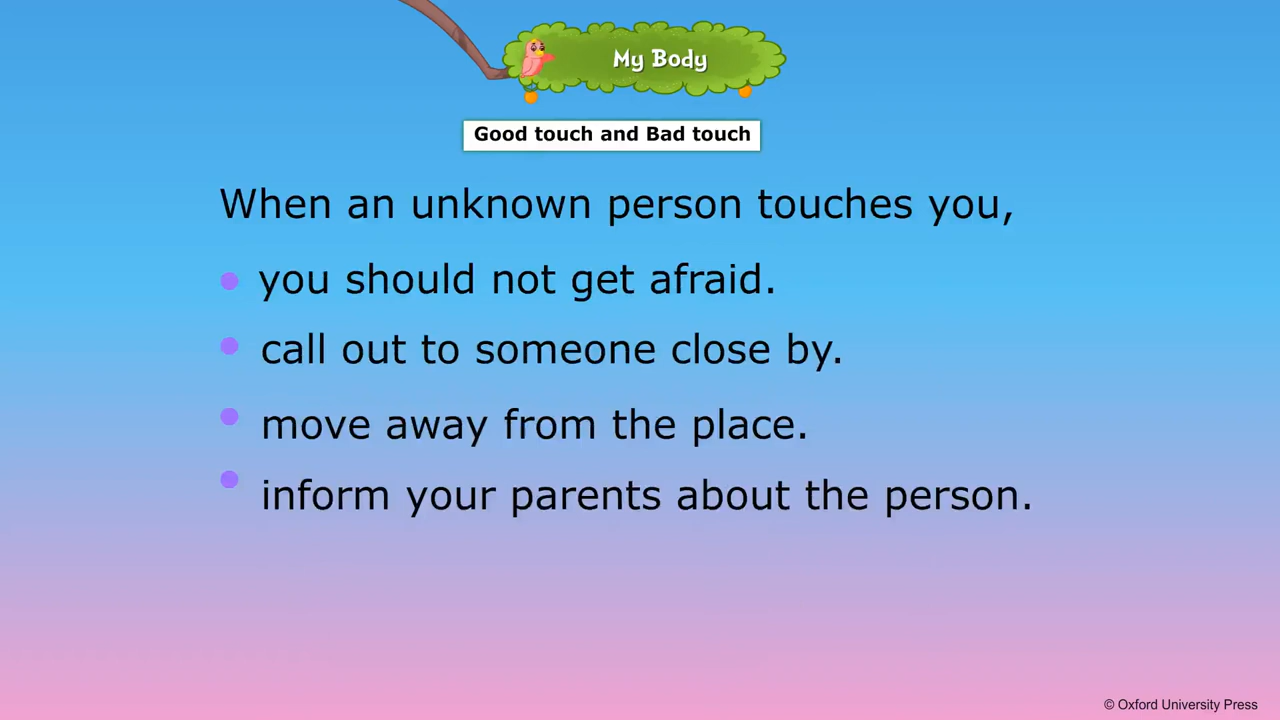 My Body
Good touch and Bad touch
When an unknown person touches you,
you should not get afraid.
call out to someone close by.
move away from the place.
inform your parents about the person.
© Oxford University Press